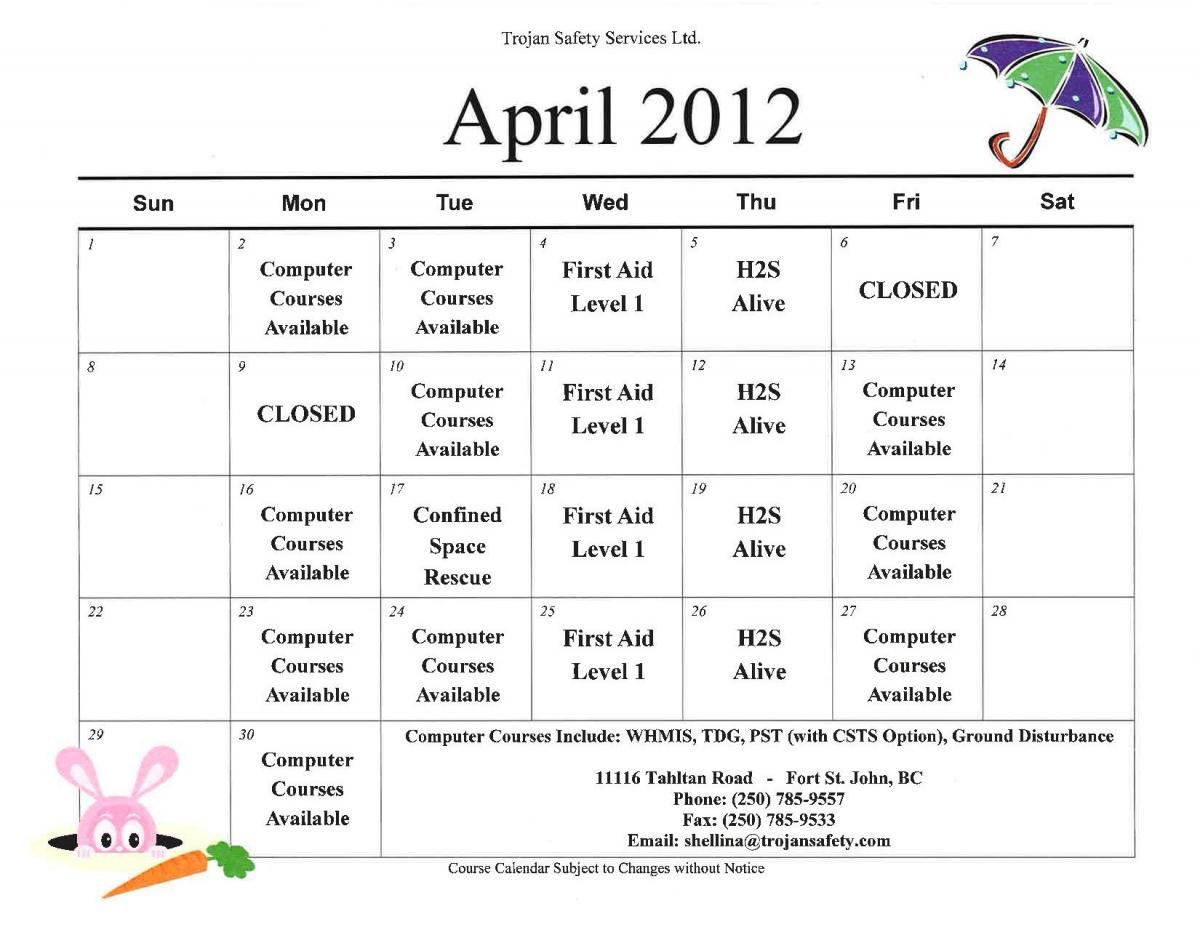 Trojan Safety Services Ltd.
April 2012
Sun Mon Tue Wed Thu Fri Sat
1
2
Computer
Courses
Available
3
Computer
Courses
Available
4
First Aid
Level 1
5
H2S
Alive
6
CLOSED
7
8
9
CLOSED
10
Computer
Courses
Available
11
First Aid
Level 1
12
H2S
Alive
13
Computer
Courses
Available
14
15
16
Computer
Courses
Available
17
Confined
Space
Rescue
18
First Aid
Level 1
19
H2S
Alive
20
Computer
Courses
Available
21
22
23
Computer
Courses
Available
24
Computer
Courses
Available
25
First Aid
Level 1
26
H2S
Alive
27
Computer
Courses
Available
28
29
30
Computer
Courses
Available
Computer Courses Include: WHMIS, TDG, PST (with CSTS Option), Ground Disturbance
11116 Tahltan Road - Fort St. John, BC
Phone: (250) 785-9557
Fax: (250) 785-9533
Email: shellina@trojansafety.com
Course Calendar Subject to Changes without Notice